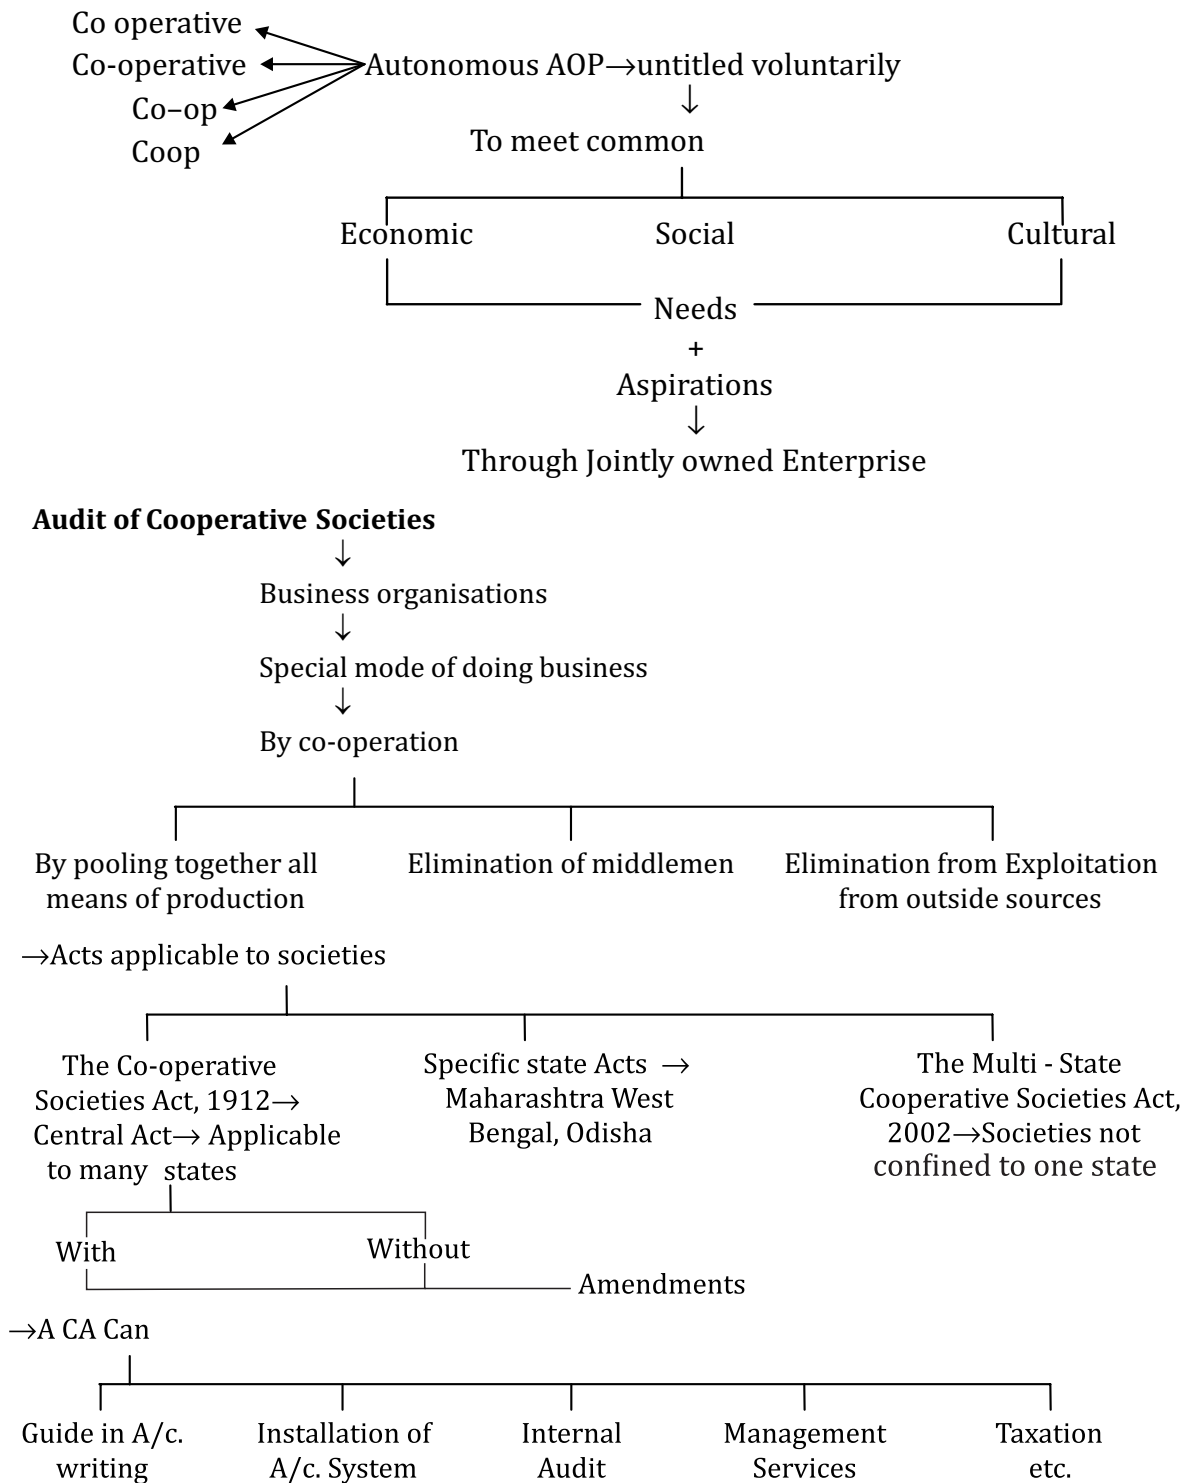 Co operative
Co-operative
Autonomous AOP→untitled voluntarily
Co–op
Coop
↓
To meet common
Economic Social Cultural
Needs
+
Aspirations
↓
Through Jointly owned Enterprise
Audit of Cooperative Societies
↓
Business organisations
↓
Special mode of doing business
↓
By co-operation
By pooling together all
means of production
Elimination of middlemen
Elimination from Exploitation
from outside sources
→Acts applicable to societies
The Co-operative
Societies Act, 1912→
Central Act→ Applicable
to many states
Specific state Acts →
Maharashtra West
Bengal, Odisha
The Multi - State
Cooperative Societies Act,
2002→Societies not
confined to one state
With Without
Amendments
→A CA Can
Guide in A/c.
writing
Installation of
A/c. System
Internal
Audit
Management
Services
Taxation
etc.